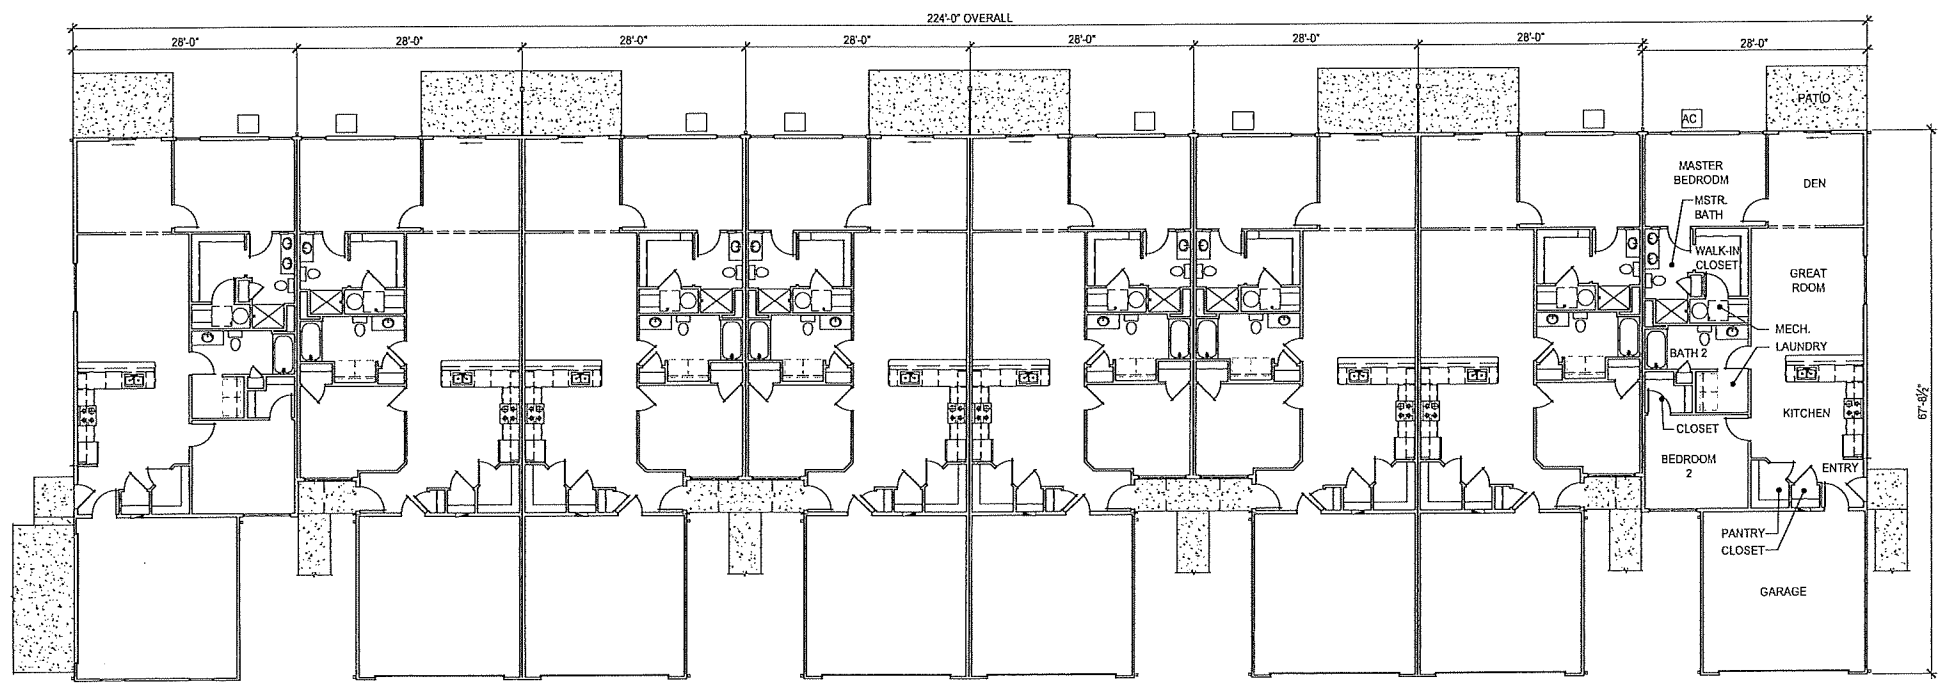 224'-0" OVERALL
28'-0"
28'-0"
28'-0"
28'-0"
28'-0"
28'-0"
28'-0"
28'-0"
PATIO
AC
MASTER
BEDROOM
DEN
MSTR.
BATH
WALK-IN
CLOSET
GREAT
ROOM
MECH.
LAUNDRY
BATH 2
KITCHEN
CLOSET
67'-8½"
BEDROOM
2
ENTRY
PANTRY
CLOSET
GARAGE